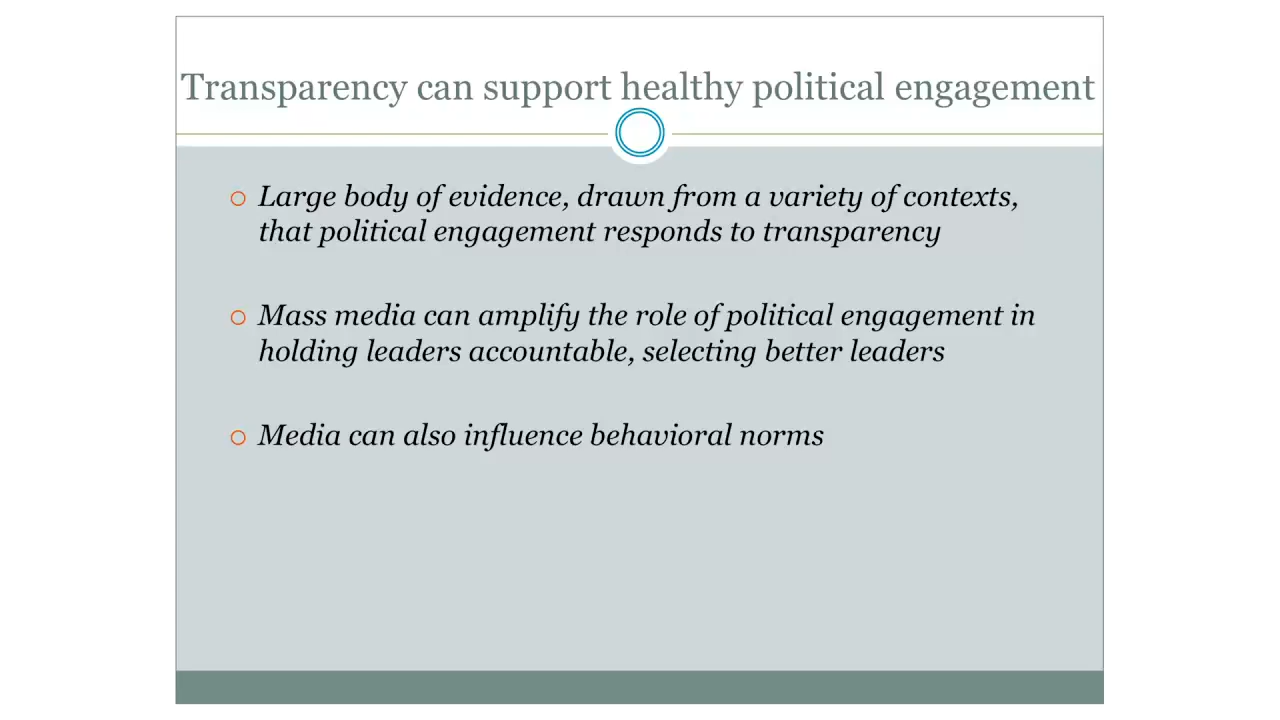 Transparency can support healthy political engagement
Large body of evidence, drawn from a variety of contexts,
that political engagement responds to transparency
Mass media can amplify the role of political engagement in
holding leaders accountable, selecting better leaders
Media can also influence behavioral norms